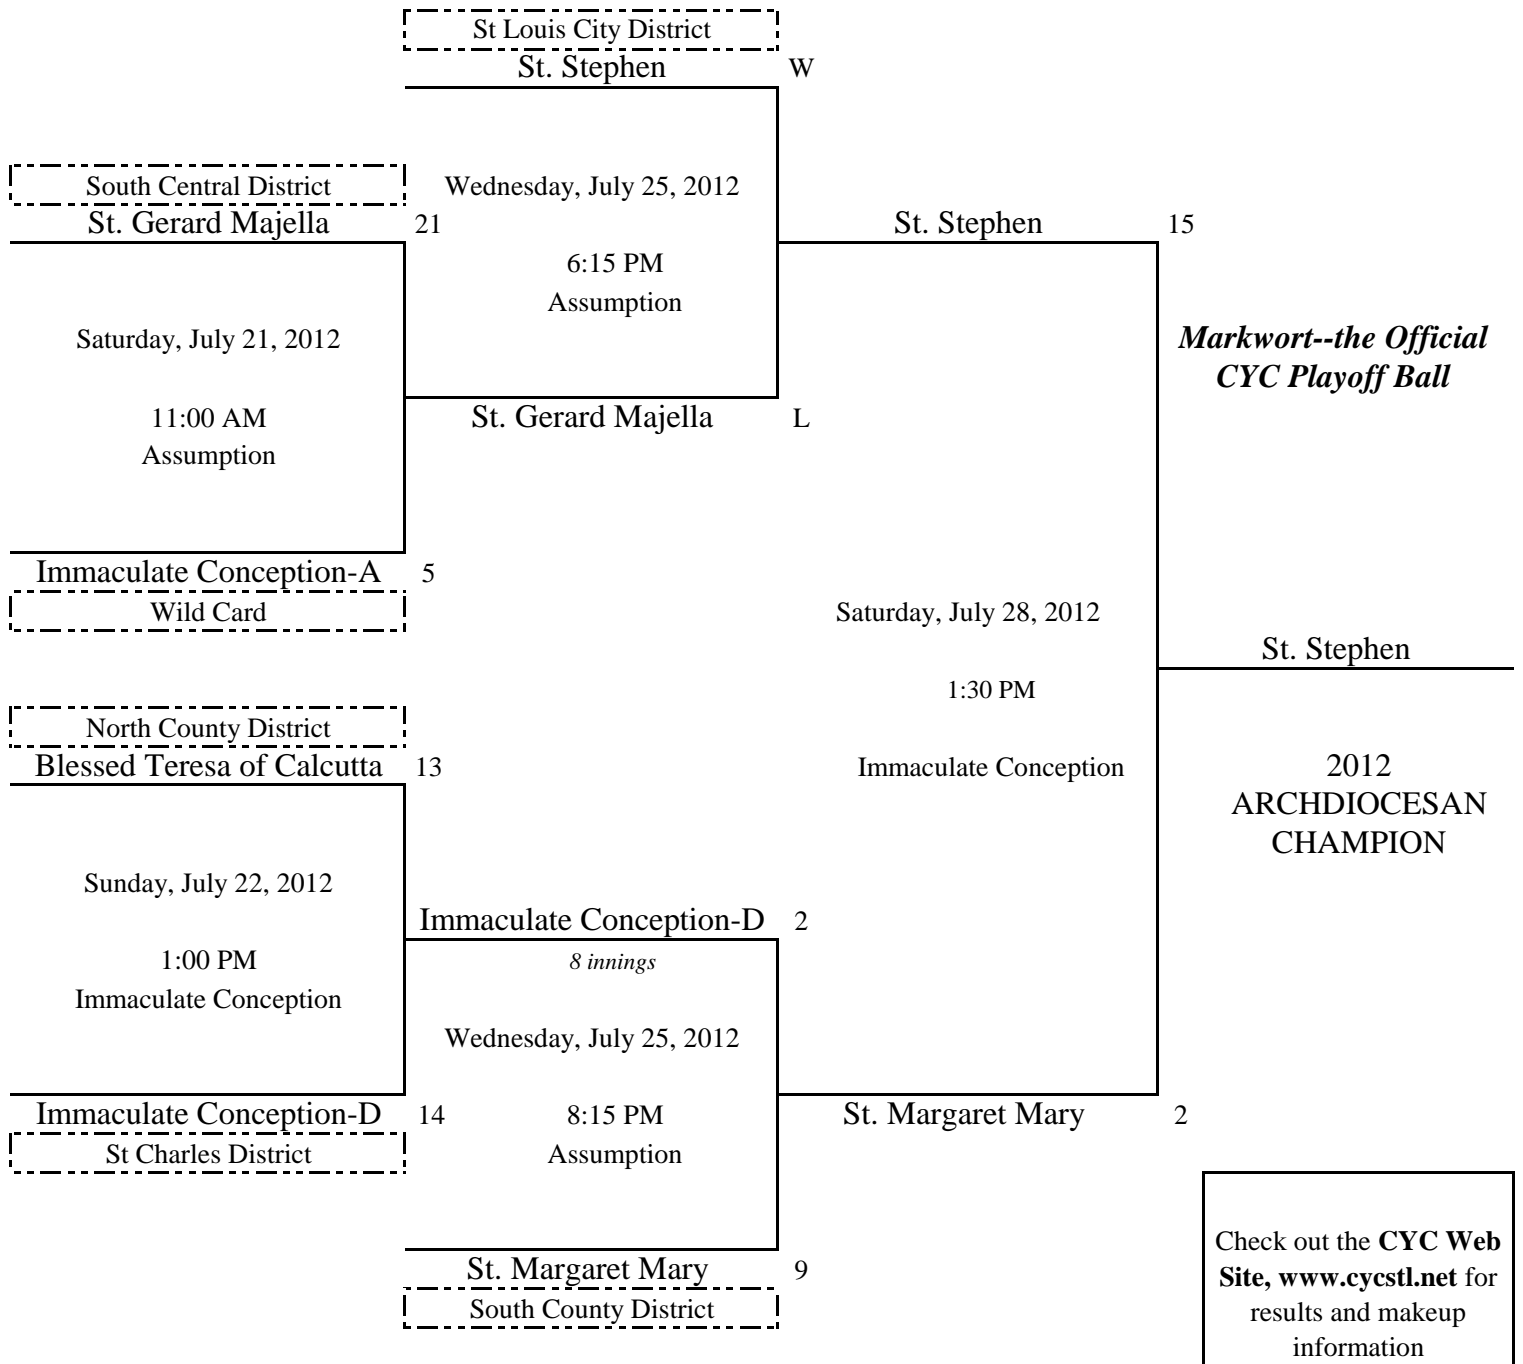 St Louis City District
St. Stephen W
South Central District
St. Gerard Majella 21
Wednesday, July 25, 2012
6:15 PM
Assumption
St. Stephen 15
Saturday, July 21, 2012
11:00 AM
Assumption
St. Gerard Majella L
Markwort--the Official
CYC Playoff Ball
Immaculate Conception-A 5
Wild Card
Saturday, July 28, 2012
1:30 PM
Immaculate Conception
St. Stephen
2012
ARCHDIOCESAN
CHAMPION
North County District
Blessed Teresa of Calcutta 13
Sunday, July 22, 2012
1:00 PM
Immaculate Conception
Immaculate Conception-D 2
8 innings
Wednesday, July 25, 2012
8:15 PM
Assumption
Immaculate Conception-D 14
St Charles District
St. Margaret Mary 2
St. Margaret Mary 9
South County District
Check out the CYC Web
Site, www.cycstl.net for
results and makeup
information